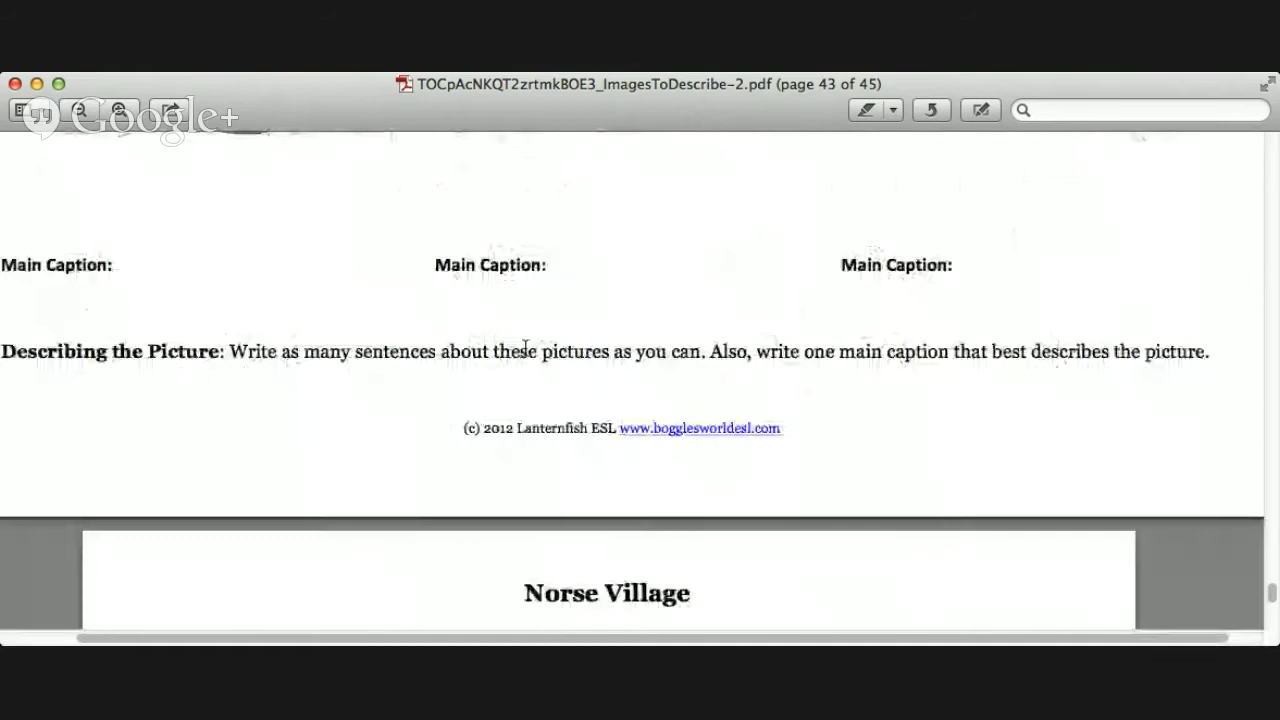 TOCpAcNKQT2zrtmkBOE3_ImagesToDescribe-2.pdf (page 43 of 45)
Google+
Main Caption: Main Caption: Main Caption:
Describing the Picture: Write as many sentences about these pictures as you can. Also, write one main caption that best describes the picture.
(c) 2012 Lanternfish ESL www.bogglesworldesl.com
Norse Village